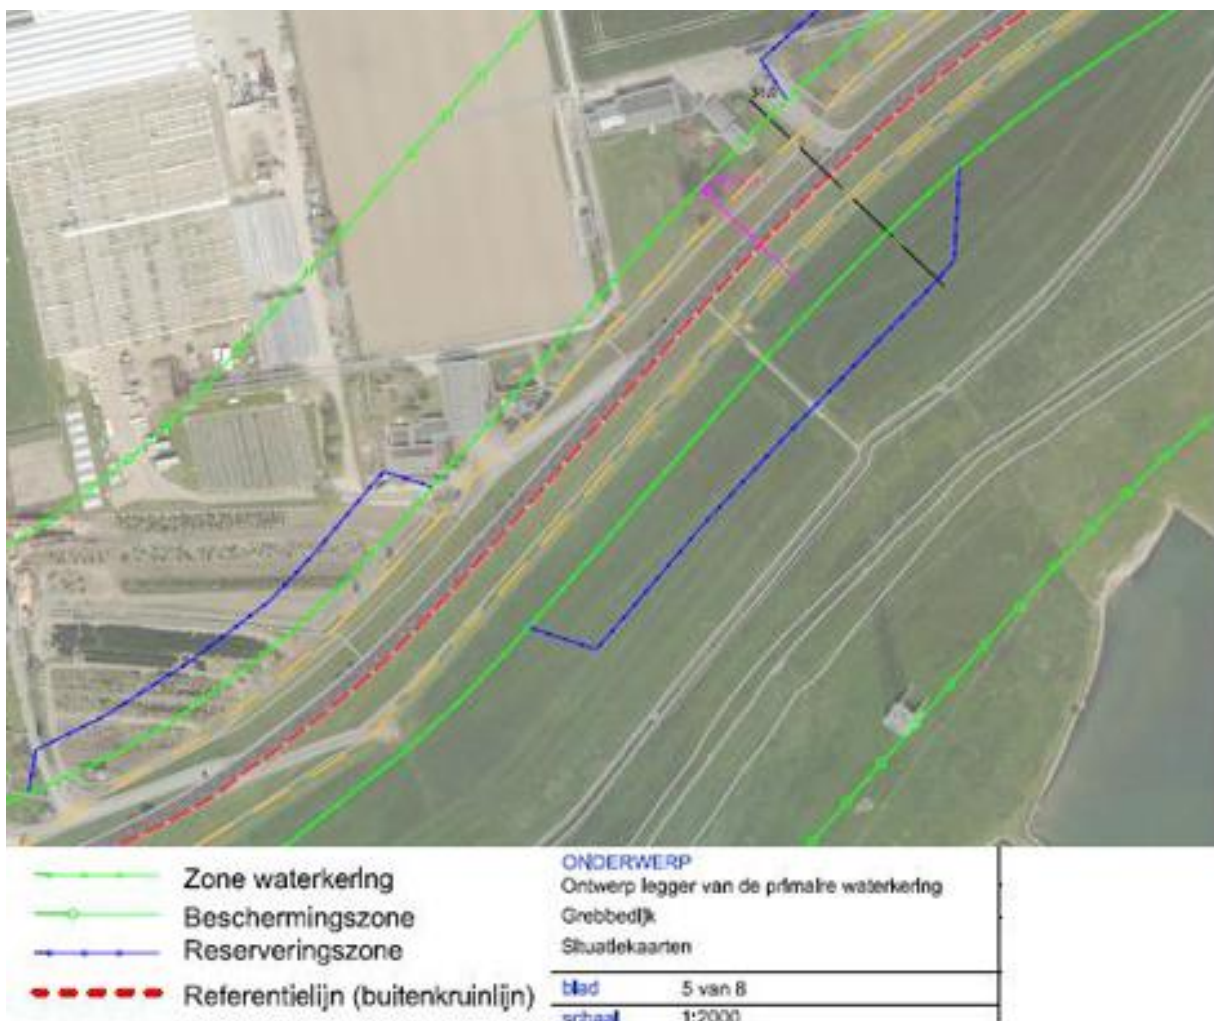 Zone waterkering
Beschermingszone
Reserveringszone
Referentielijn (buitenkruinlijn)
ONDERWERP
Ontwerp legger van de primaire waterkering
Grebbedijk
Situatiekaarten
blad 5 van 8
schaal 1:2000